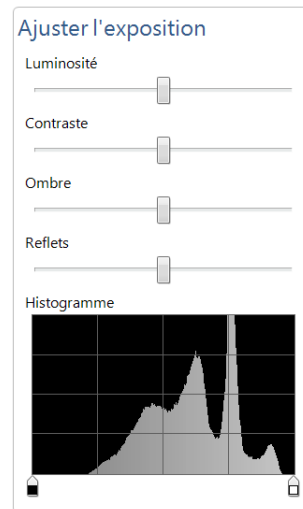 Ajuster l'exposition
Luminosité
Contraste
Ombre
Reflets
Histogramme